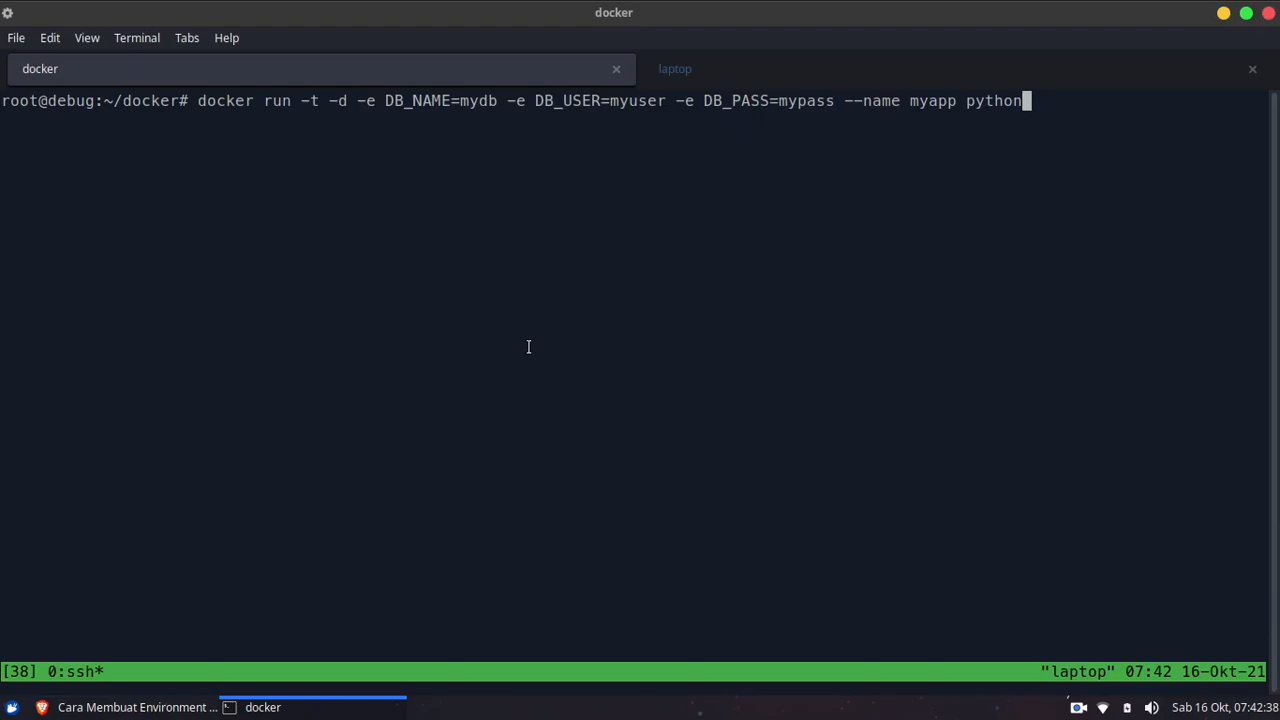 docker
File Edit View Terminal Tabs Help
docker laptop
root@debug:~/docker# docker run -t -d -e DB_NAME=mydb -e DB_USER=myuser -e DB_PASS=mypass --name myapp python
[38] 0:ssh* "laptop" 07:42 16-Okt-21
Cara Membuat Environment ... docker Sab 16 Okt, 07:42:38